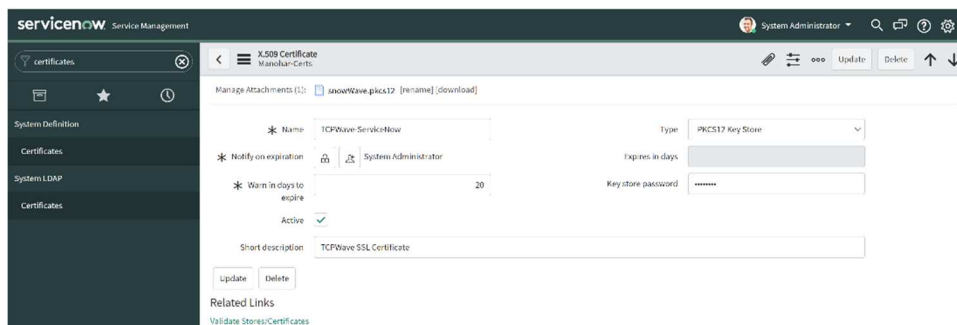 servicenow Service Management
System Administrator
certificates
X.509 Certificate
Manohar-Certs
Update
Delete
Manage Attachments (1): snowWave.pkcs12 [rename] [download]
System Definition
Certificates
System LDAP
Certificates
Name TCPWave-ServiceNow
Type PKCS12 Key Store
Notify on expiration System Administrator
Expires in days
Warn in days to expire 20
Key store password ••••••••
Active
Short description TCPWave SSL Certificate
Update
Delete
Related Links
Validate Stores/Certificates